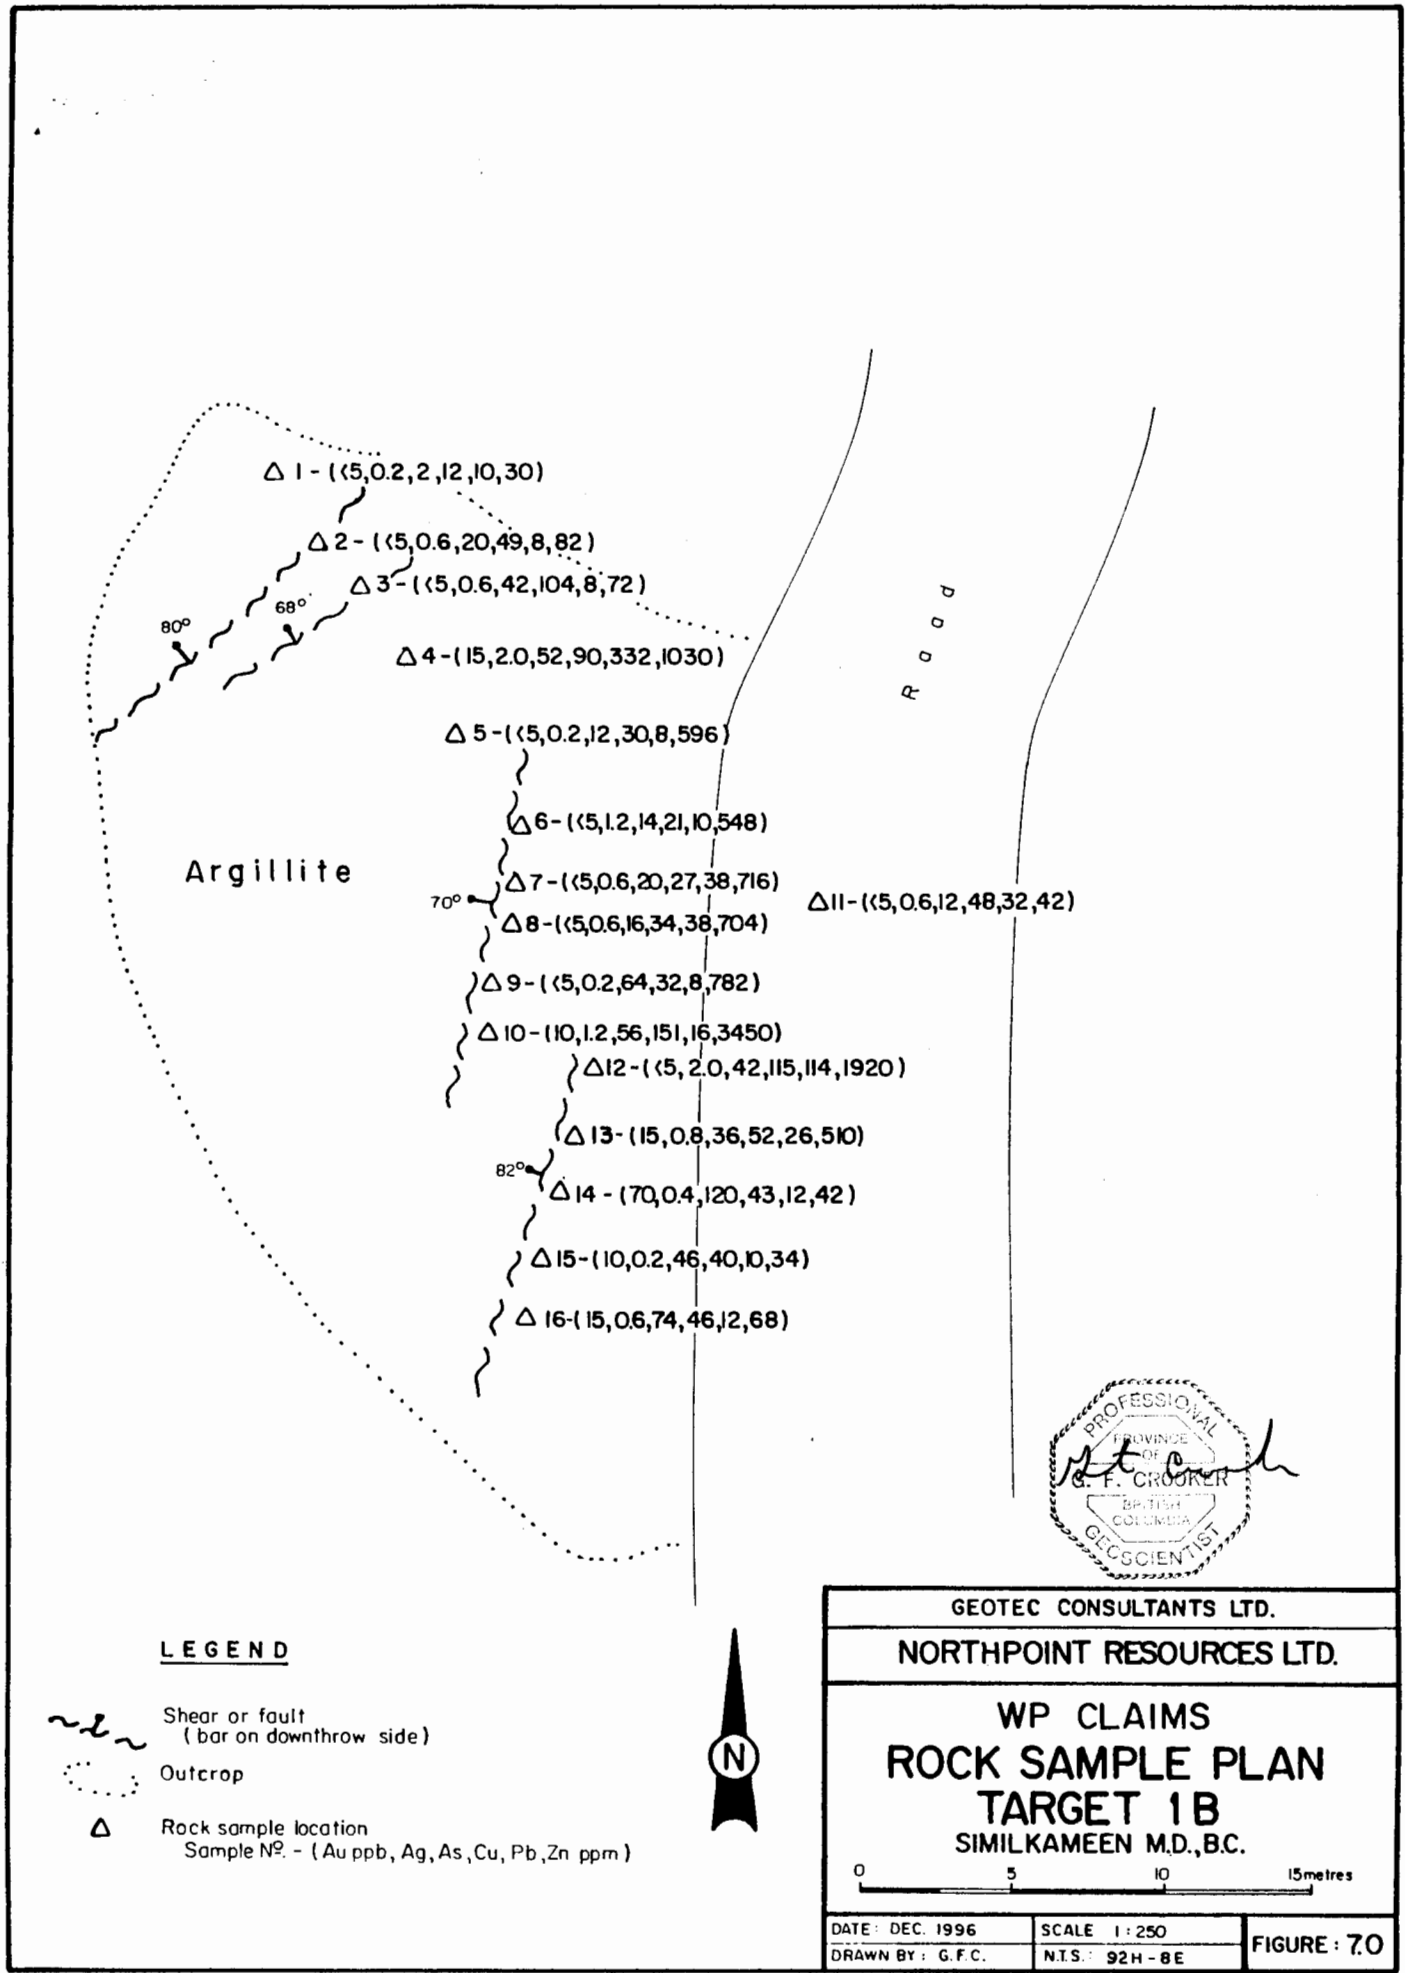 △ 1 - (<5,0.2,2,12,10,30)
△ 2 - (<5,0.6,20,49,8,82)
△ 3 - (<5,0.6,42,104,8,72)
68°
80°
△ 4 - (15,2.0,52,90,332,1030)
Road
△ 5 - (<5,0.2,12,30,8,596)
△ 6 - (<5,1.2,14,21,10,548)
Argillite
△ 7 - (<5,0.6,20,27,38,716)
70°
△ 11 - (<5,0.6,12,48,32,42)
△ 8 - (<5,0.6,16,34,38,704)
△ 9 - (<5,0.2,64,32,8,782)
△ 10 - (10,1.2,56,151,16,3450)
△ 12 - (<5,2.0,42,115,114,1920)
△ 13 - (15,0.8,36,52,26,510)
82°
△ 14 - (70,0.4,120,43,12,42)
△ 15 - (10,0.2,46,40,10,34)
△ 16 - (15,0.6,74,46,12,68)
PROFESSIONAL
PROVINCE
OF
G. F. CROOKER
BRITISH
COLUMBIA
GEOSCIENTIST
GEOTEC CONSULTANTS LTD.
NORTHPOINT RESOURCES LTD.
WP CLAIMS
ROCK SAMPLE PLAN
TARGET 1B
SIMILKAMEEN M.D.,B.C.
0 5 10 15metres
DATE: DEC. 1996
SCALE 1:250
FIGURE: 7.0
DRAWN BY: G.F.C.
N.T.S.: 92H-8E
LEGEND
Shear or fault
(bar on downthrow side)
Outcrop
△ Rock sample location
Sample Nº. - (Au ppb, Ag, As, Cu, Pb, Zn ppm)
N